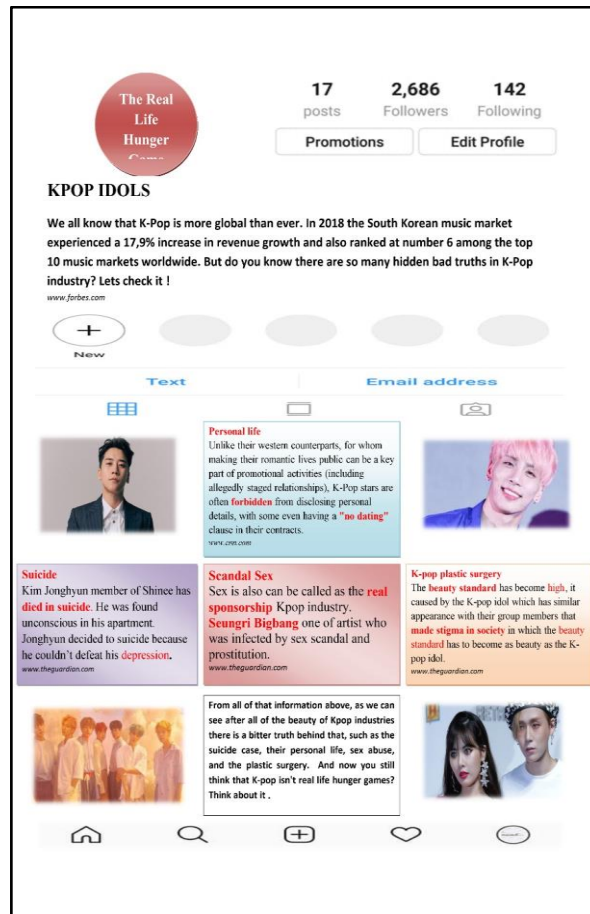 The Real
Life
Hunger
Game
17
2,686
142
posts
Followers
Following
Promotions
Edit Profile
KPOP IDOLS
We all know that K-Pop is more global than ever. In 2018 the South Korean music market
experienced a 17,9% increase in revenue growth and also ranked at number 6 among the top
10 music markets worldwide. But do you know there are so many hidden bad truths in K-Pop
industry? Lets check it !
www.forbes.com
New
Text
Email address
Personal life
Unlike their western counterparts, for whom
making their romantic lives public can be a key
part of promotional activities (including
allegedly staged relationships), K-Pop stars are
often forbidden from disclosing personal
details, with some even having a "no dating"
clause in their contracts.
www.cnn.com
Suicide
Kim Jonghyun member of Shinee has
died in suicide. He was found
unconscious in his apartment.
Jonghyun decided to suicide because
he couldn't defeat his depression.
www.theguardian.com
Scandal Sex
Sex is also can be called as the real
sponsorship Kpop industry.
Seungri Bigbang one of artist who
was infected by sex scandal and
prostitution.
www.theguardian.com
K-pop plastic surgery
The beauty standard has become high, it
caused by the K-pop idol which has similar
appearance with their group members that
made stigma in society in which the beauty
standard has to become as beauty as the K-
pop idol.
www.theguardian.com
From all of that information above, as we can
see after all of the beauty of Kpop industries
there is a bitter truth behind that, such as the
suicide case, their personal life, sex abuse,
and the plastic surgery. And now you still
think that K-pop isn't real life hunger games?
Think about it .